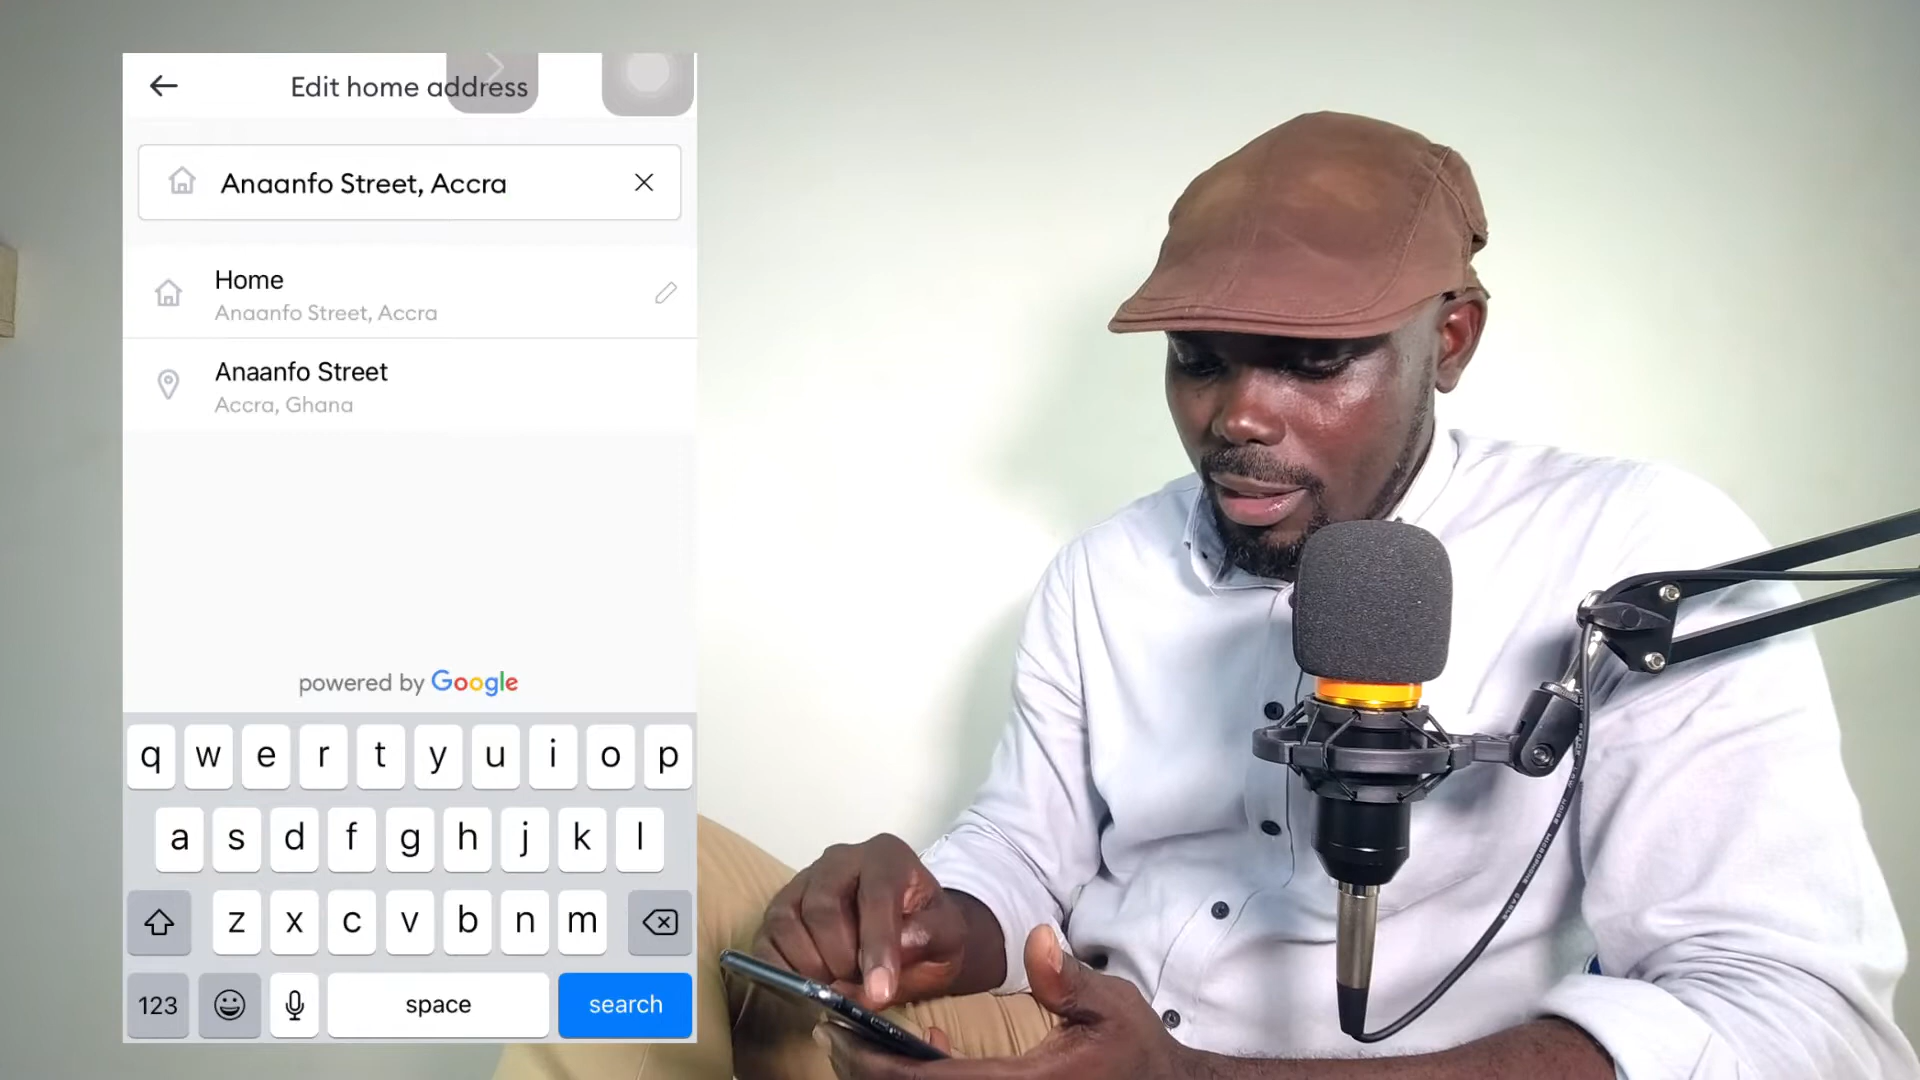 Edit home address
Anaanfo Street, Accra
Home
Anaanfo Street, Accra
Anaanfo Street
Accra, Ghana
powered by Google
q w e r t y u i o p
a s d f g h j k l
z x c v b n m
123 space search